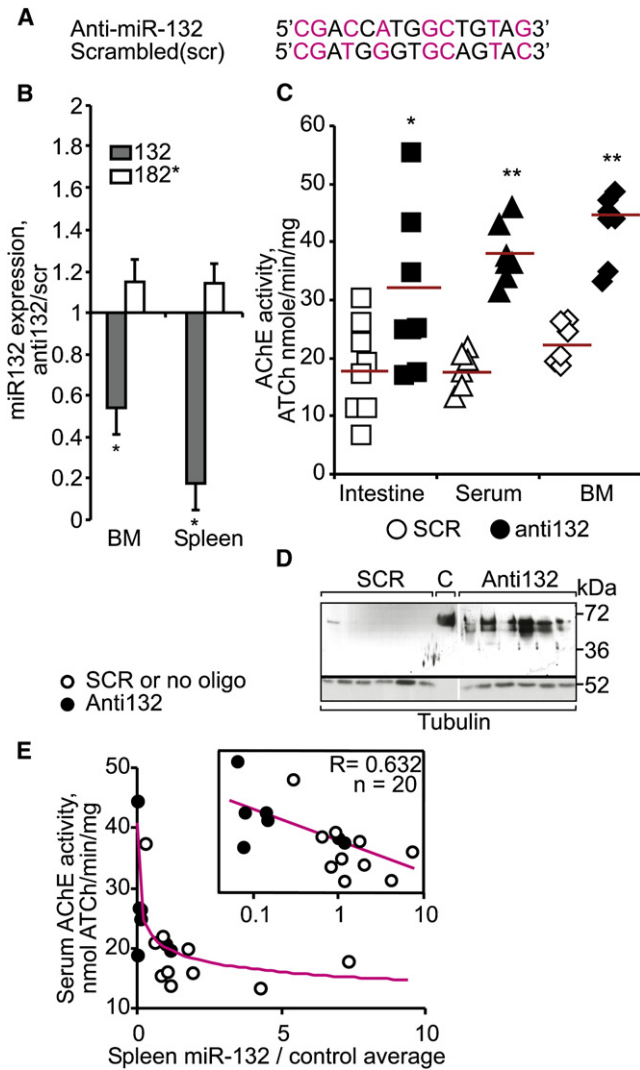 A
Anti-miR-132 5'CGACCATGGCTGTAG3'
Scrambled(scr) 5'CGATGGGTGCAGTAC3'
B
miR132 expression,
anti132/scr
2
1.8
1.6
1.4
1.2
1
0.8
0.6
0.4
0.2
0
132
182*
*
*
BM Spleen
C
AChE activity,
ATCh nmole/min/mg
60
50
40
30
20
10
0
* ** **
Intestine Serum BM
SCR anti132
D
SCR C Anti132 kDa
72
36
52
Tubulin
SCR or no oligo
Anti132
E
Serum AChE activity,
nmol ATCh/min/mg
50
40
30
20
10
0 5 10
Spleen miR-132 / control average
R= 0.632
n = 20
0.1 1 10